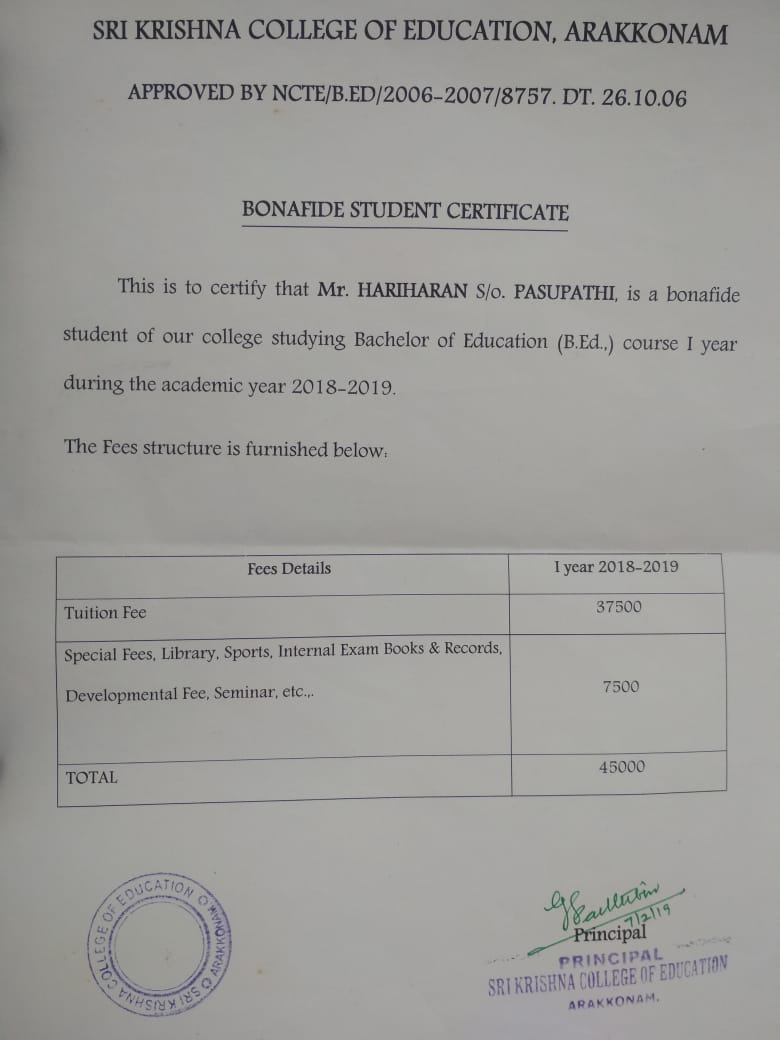 SRI KRISHNA COLLEGE OF EDUCATION, ARAKKONAM
APPROVED BY NCTE/B.ED/2006-2007/8757. DT. 26.10.06
BONAFIDE STUDENT CERTIFICATE
This is to certify that Mr. HARIHARAN S/o. PASUPATHI, is a bonafide
student of our college studying Bachelor of Education (B.Ed.,) course I year
during the academic year 2018-2019.
The Fees structure is furnished below:
Fees Details I year 2018-2019
Tuition Fee 37500
Special Fees, Library, Sports, Internal Exam Books & Records,
Developmental Fee, Seminar, etc.,. 7500
TOTAL 45000
SRI KRISHNA COLLEGE OF EDUCATION ARAKKONAM
7/2/19
Principal
PRINCIPAL
SRI KRISHNA COLLEGE OF EDUCATION
ARAKKONAM.